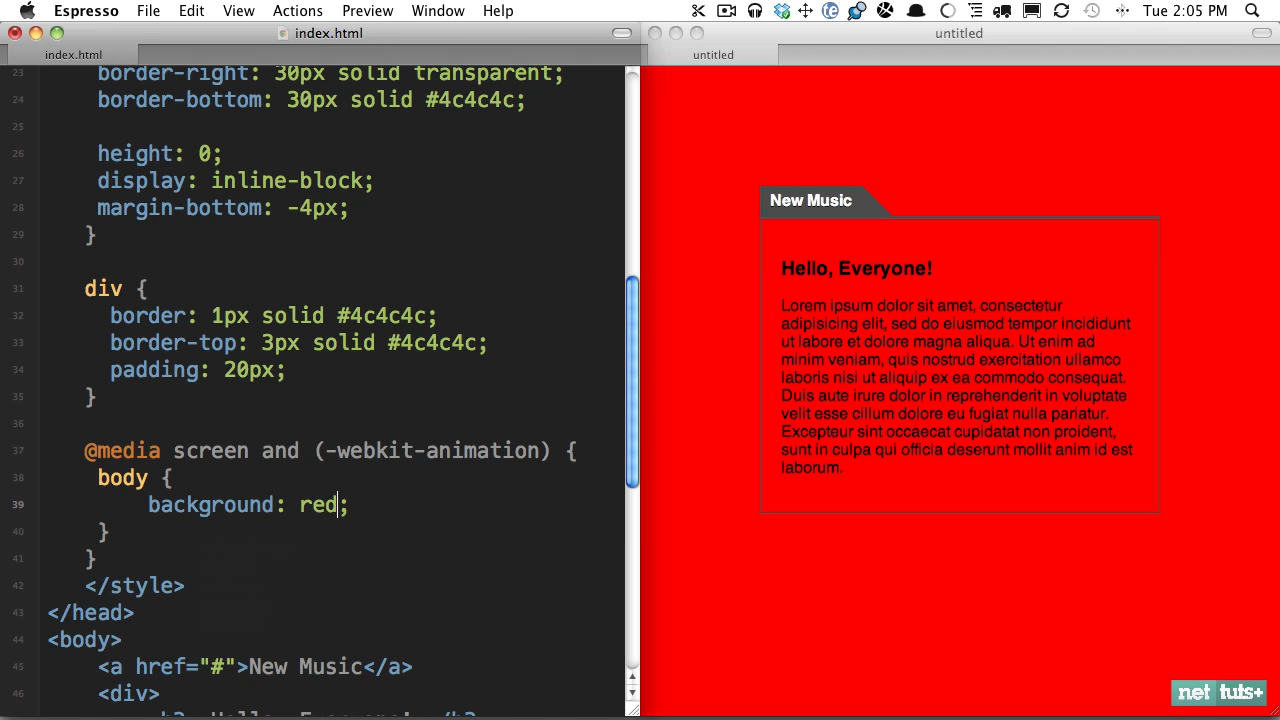 Espresso File Edit View Actions Preview Window Help Tue 2:05 PM
index.html
untitled
index.html
untitled
23 border-right: 30px solid transparent;
24 border-bottom: 30px solid #4c4c4c;
25
26 height: 0;
27 display: inline-block;
28 margin-bottom: -4px;
29 }
30
31 div {
32 border: 1px solid #4c4c4c;
33 border-top: 3px solid #4c4c4c;
34 padding: 20px;
35 }
36
37 @media screen and (-webkit-animation) {
38 body {
39 background: red;
40 }
41 }
42 </style>
43 </head>
44 <body>
45 <a href="#">New Music</a>
46 <div>
New Music
Hello, Everyone!
Lorem ipsum dolor sit amet, consectetur
adipisicing elit, sed do eiusmod tempor incididunt
ut labore et dolore magna aliqua. Ut enim ad
minim veniam, quis nostrud exercitation ullamco
laboris nisi ut aliquip ex ea commodo consequat.
Duis aute irure dolor in reprehenderit in voluptate
velit esse cillum dolore eu fugiat nulla pariatur.
Excepteur sint occaecat cupidatat non proident,
sunt in culpa qui officia deserunt mollit anim id est
laborum.
net tuts+